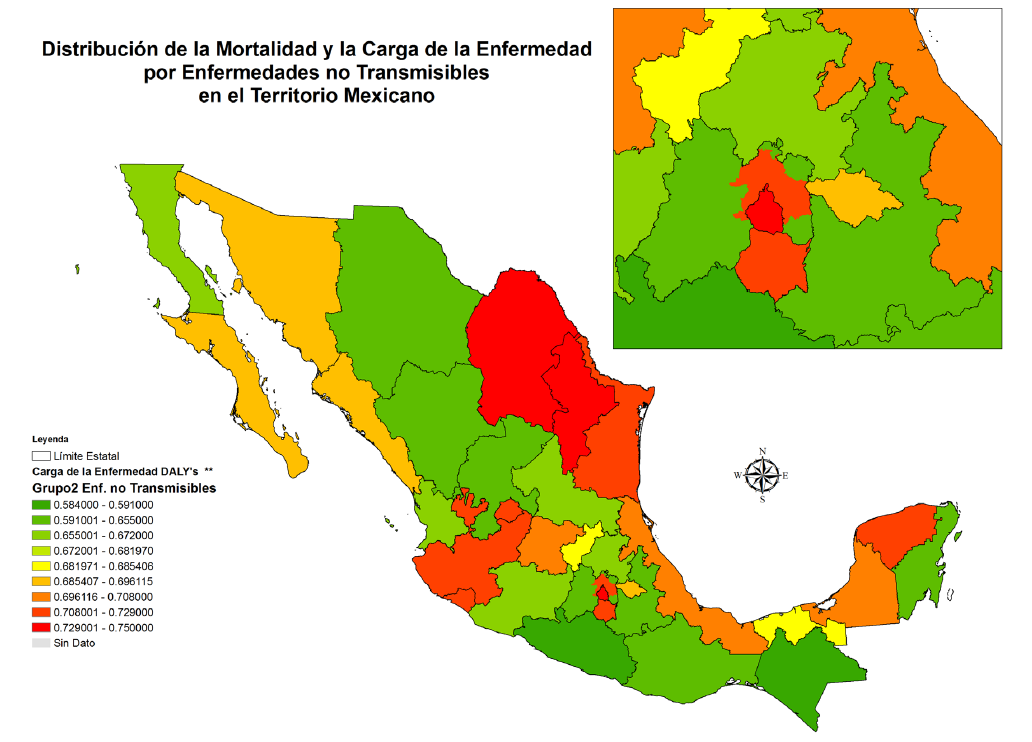 Distribución de la Mortalidad y la Carga de la Enfermedad
por Enfermedades no Transmisibles
en el Territorio Mexicano
N
W E
S
Leyenda
Límite Estatal
Carga de la Enfermedad DALY's **
Grupo2 Enf. no Transmisibles
0.584000 - 0.591000
0.591001 - 0.655000
0.655001 - 0.672000
0.672001 - 0.681970
0.681971 - 0.685406
0.685407 - 0.696115
0.696116 - 0.708000
0.708001 - 0.729000
0.729001 - 0.750000
Sin Dato